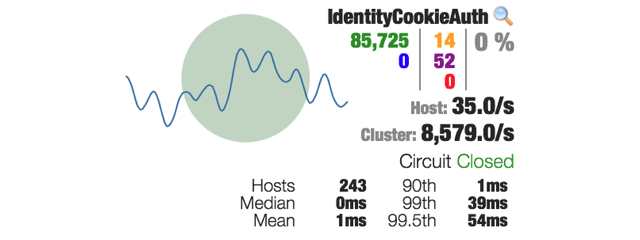 IdentityCookieAuth
85,725 14 0 %
0 52
0
Host: 35.0/s
Cluster: 8,579.0/s
Circuit Closed
Hosts 243 90th 1ms
Median 0ms 99th 39ms
Mean 1ms 99.5th 54ms